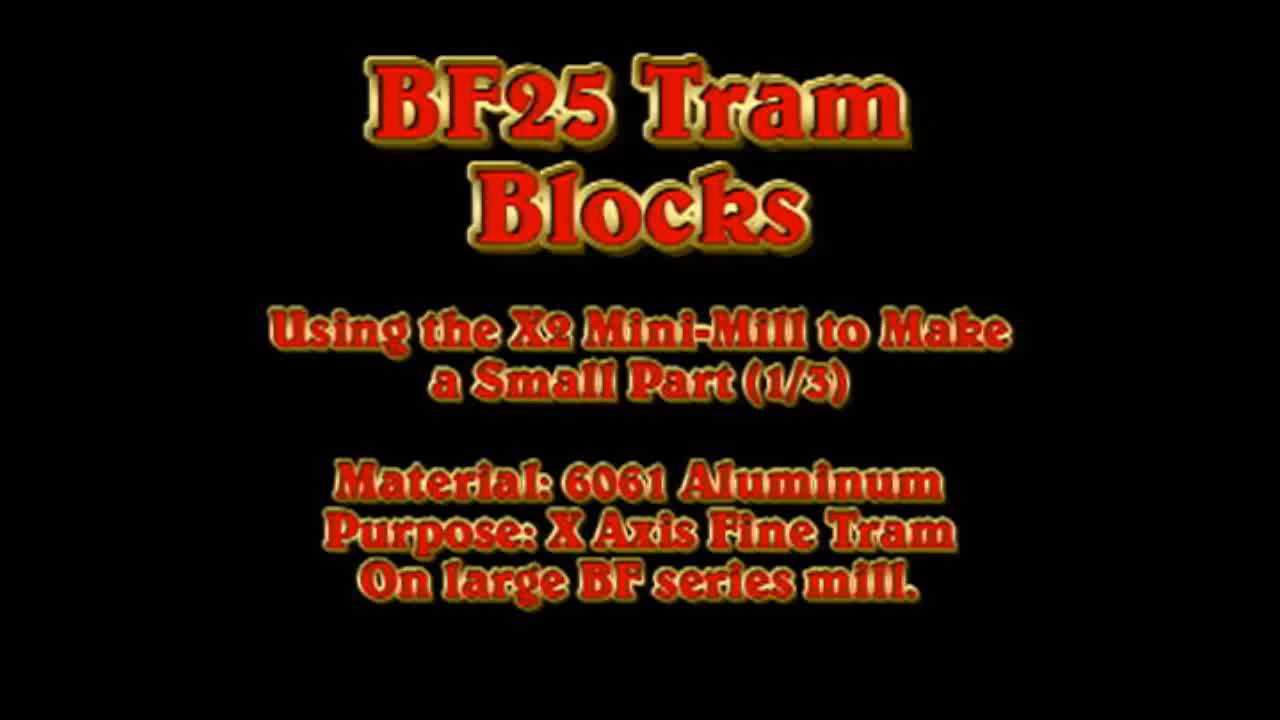 BF25 Tram
Blocks
Using the X2 Mini-Mill to Make
a Small Part (1/3)
Material: 6061 Aluminum
Purpose: X Axis Fine Tram
On large BF series mill.